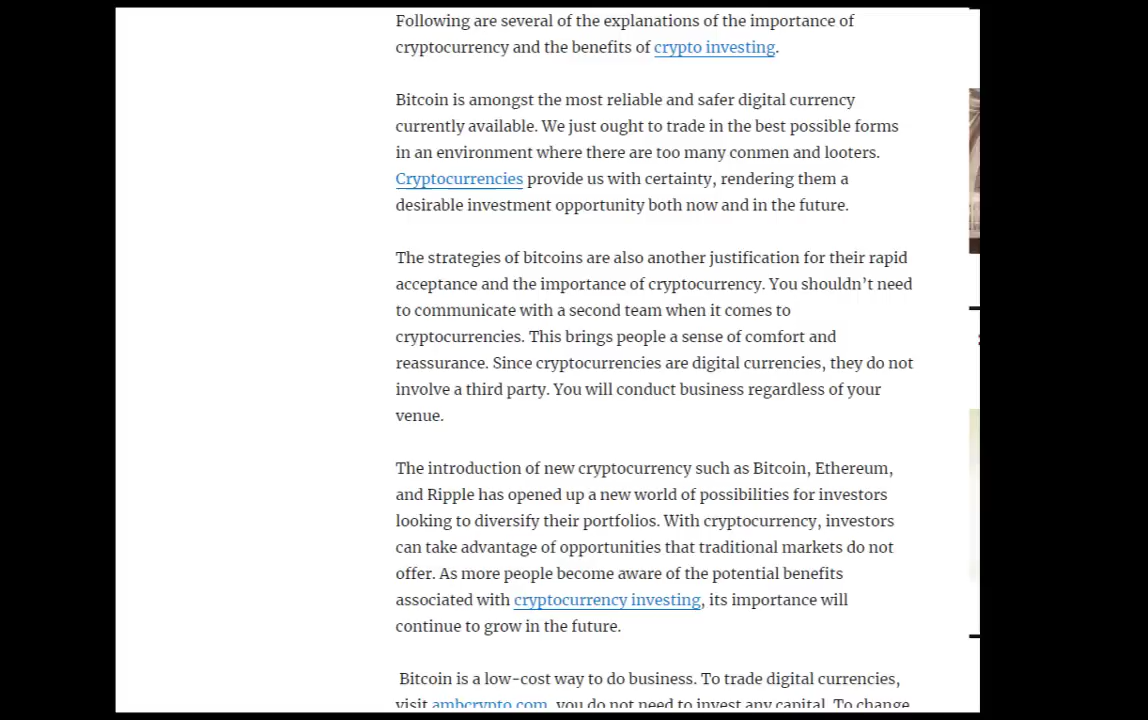 Following are several of the explanations of the importance of
cryptocurrency and the benefits of crypto investing.
Bitcoin is amongst the most reliable and safer digital currency
currently available. We just ought to trade in the best possible forms
in an environment where there are too many conmen and looters.
Cryptocurrencies provide us with certainty, rendering them a
desirable investment opportunity both now and in the future.
The strategies of bitcoins are also another justification for their rapid
acceptance and the importance of cryptocurrency. You shouldn’t need
to communicate with a second team when it comes to
cryptocurrencies. This brings people a sense of comfort and
reassurance. Since cryptocurrencies are digital currencies, they do not
involve a third party. You will conduct business regardless of your
venue.
The introduction of new cryptocurrency such as Bitcoin, Ethereum,
and Ripple has opened up a new world of possibilities for investors
looking to diversify their portfolios. With cryptocurrency, investors
can take advantage of opportunities that traditional markets do not
offer. As more people become aware of the potential benefits
associated with cryptocurrency investing, its importance will
continue to grow in the future.
Bitcoin is a low-cost way to do business. To trade digital currencies,
visit ambcrypto.com, you do not need to invest any capital. To change